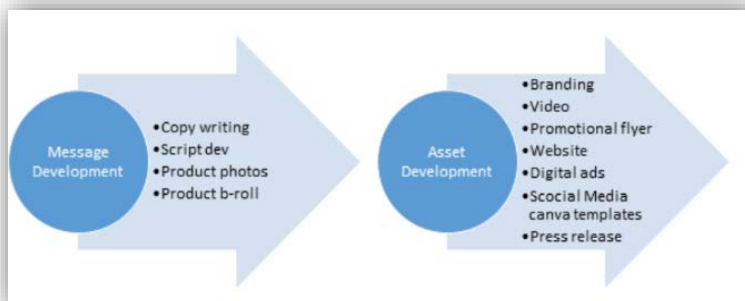 Message
Development
•Copy writing
•Script dev
•Product photos
•Product b-roll
Asset
Development
•Branding
•Video
•Promotional flyer
•Website
•Digital ads
•Scocial Media
canva templates
•Press release